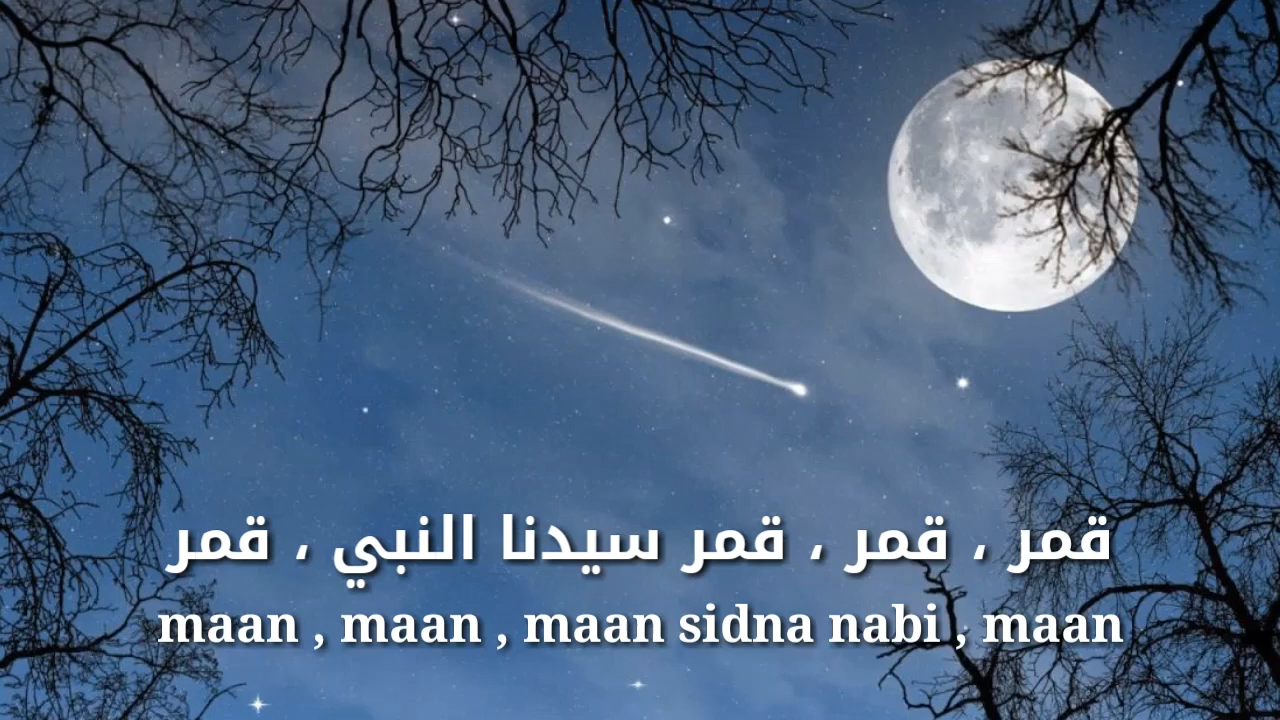 قمر ، قمر ، قمر سيدنا النبي ، قمر
maan , maan , maan sidna nabi , maan